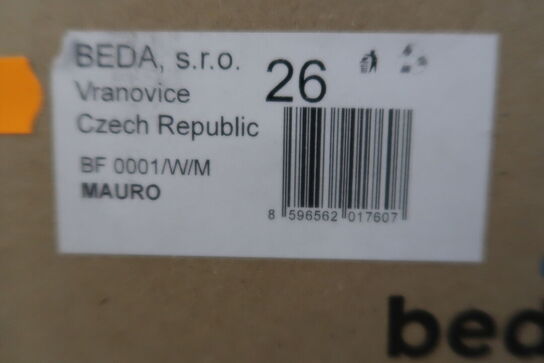 BEDA, s.r.o.
Vranovice
Czech Republic
26
BF 0001/W/M
MAURO
8 596562 017607
bed